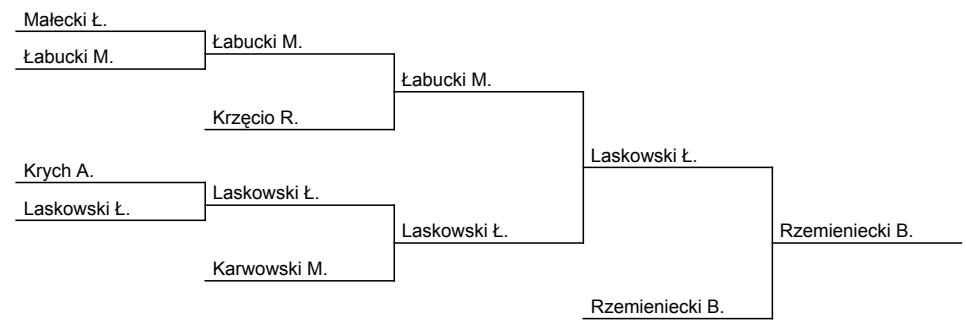 Małecki Ł.
Łabucki M.
Łabucki M.
Łabucki M.
Krzęcio R.
Laskowski Ł.
Krych A.
Laskowski Ł.
Laskowski Ł.
Laskowski Ł.
Rzemieniecki B.
Karwowski M.
Rzemieniecki B.